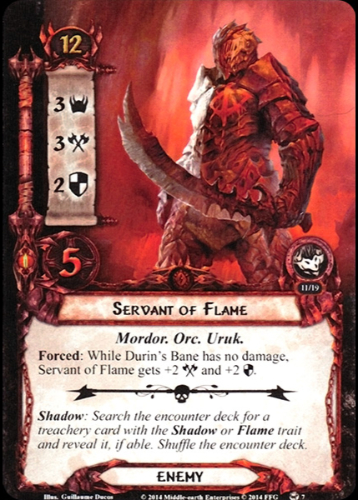 12
3
3
2
5
11/19
SERVANT OF FLAME
Mordor. Orc. Uruk.
Forced: While Durin's Bane has no damage,
Servant of Flame gets +2 and +2 .
Shadow: Search the encounter deck for a
treachery card with the Shadow or Flame trait
and reveal it, if able. Shuffle the encounter deck.
ENEMY
Illus. Guillaume Ducos
© 2014 Middle-earth Enterprises © 2014 FFG
7